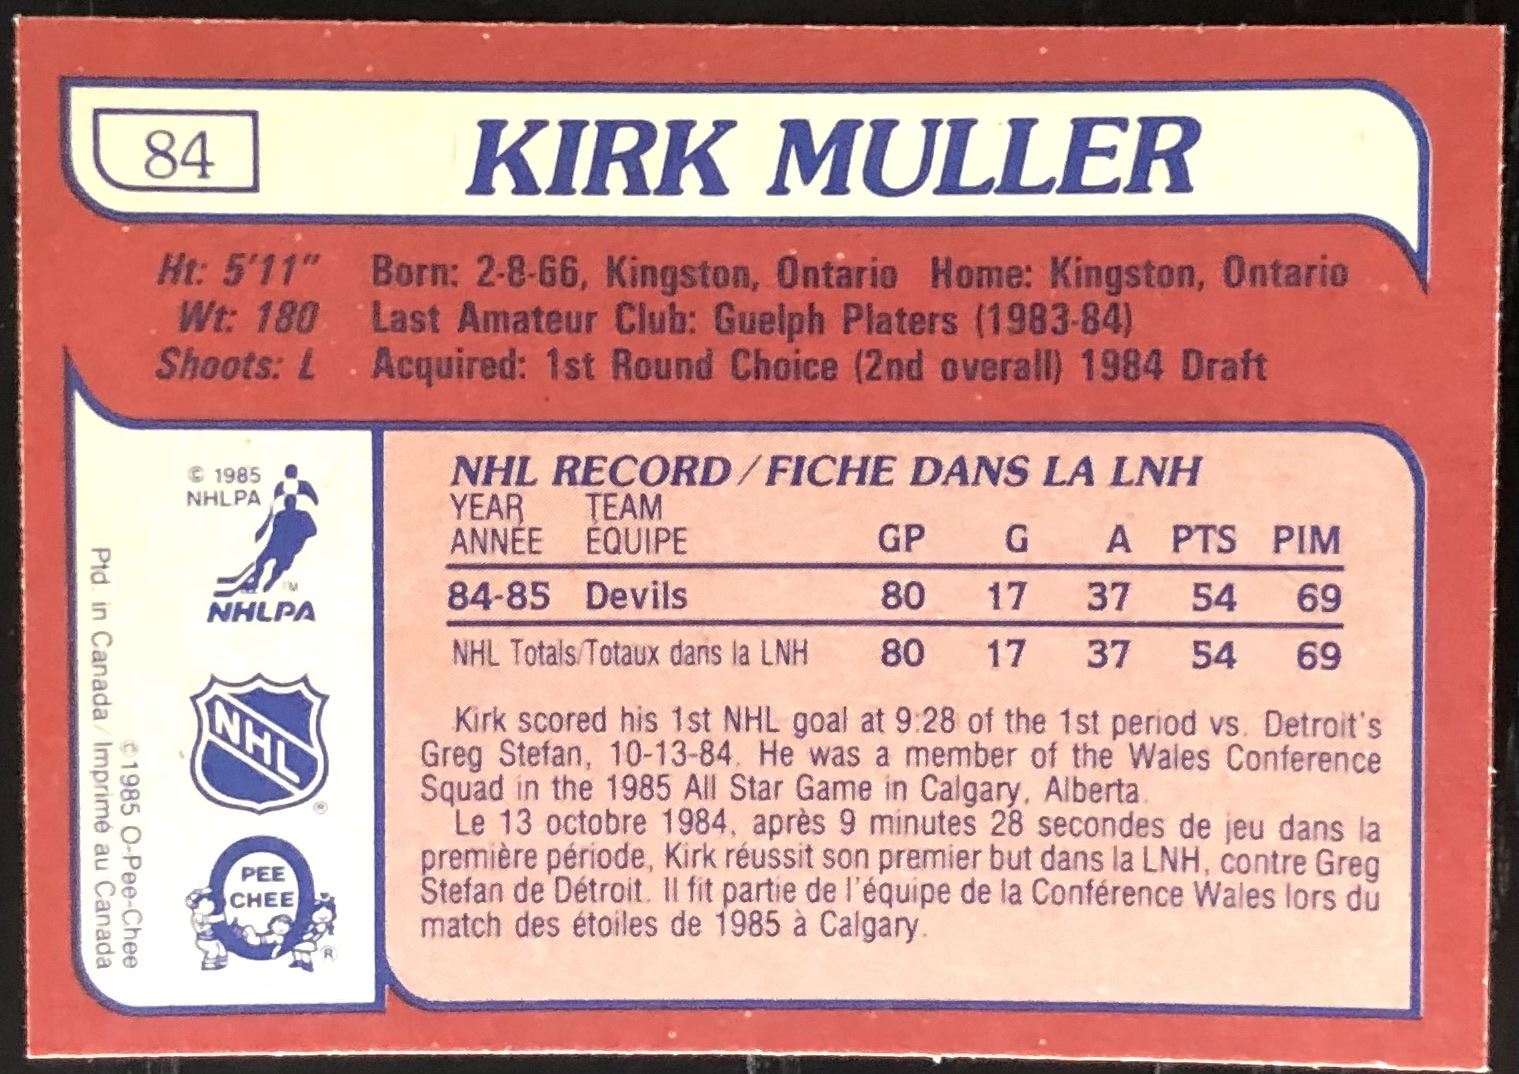 84 KIRK MULLER
Ht: 5'11" Born: 2-8-66, Kingston, Ontario Home: Kingston, Ontario
Wt: 180 Last Amateur Club: Guelph Platers (1983-84)
Shoots: L Acquired: 1st Round Choice (2nd overall) 1984 Draft
© 1985
NHLPA
TM
NHLPA
NHL
®
PEE
CHEE
®
©1985 O-Pee-Chee
Ptd. in Canada/Imprimé au Canada
NHL RECORD/FICHE DANS LA LNH
YEAR TEAM
ANNÉE ÉQUIPE GP G A PTS PIM
84-85 Devils 80 17 37 54 69
NHL Totals/Totaux dans la LNH 80 17 37 54 69
Kirk scored his 1st NHL goal at 9:28 of the 1st period vs. Detroit's
Greg Stefan, 10-13-84. He was a member of the Wales Conference
Squad in the 1985 All Star Game in Calgary, Alberta.
Le 13 octobre 1984, après 9 minutes 28 secondes de jeu dans la
première période, Kirk réussit son premier but dans la LNH, contre Greg
Stefan de Détroit. Il fit partie de l'équipe de la Conférence Wales lors du
match des étoiles de 1985 à Calgary.